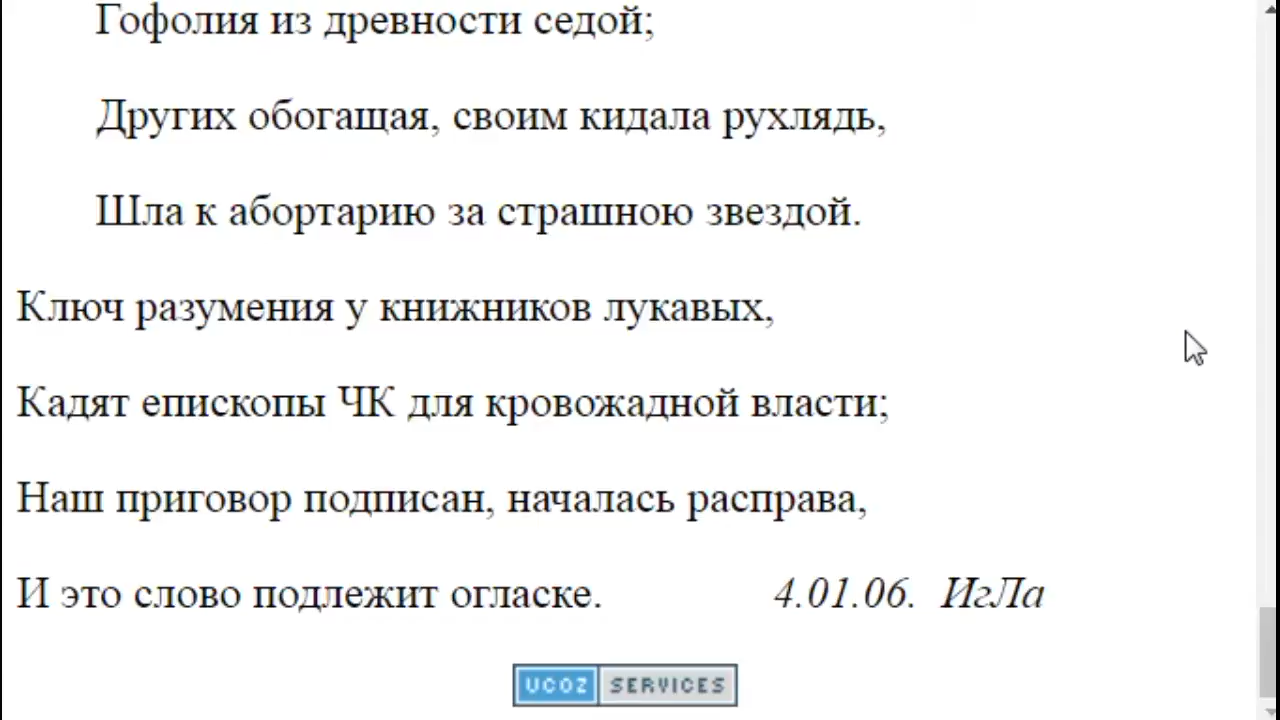 Гофолия из древности седой;
Других обогащая, своим кидала рухлядь,
Шла к абортарию за страшною звездой.
Ключ разумения у книжников лукавых,
Кадят епископы ЧК для кровожадной власти;
Наш приговор подписан, началась расправа,
И это слово подлежит огласке. 4.01.06. ИгЛа
UCOZ SERVICES